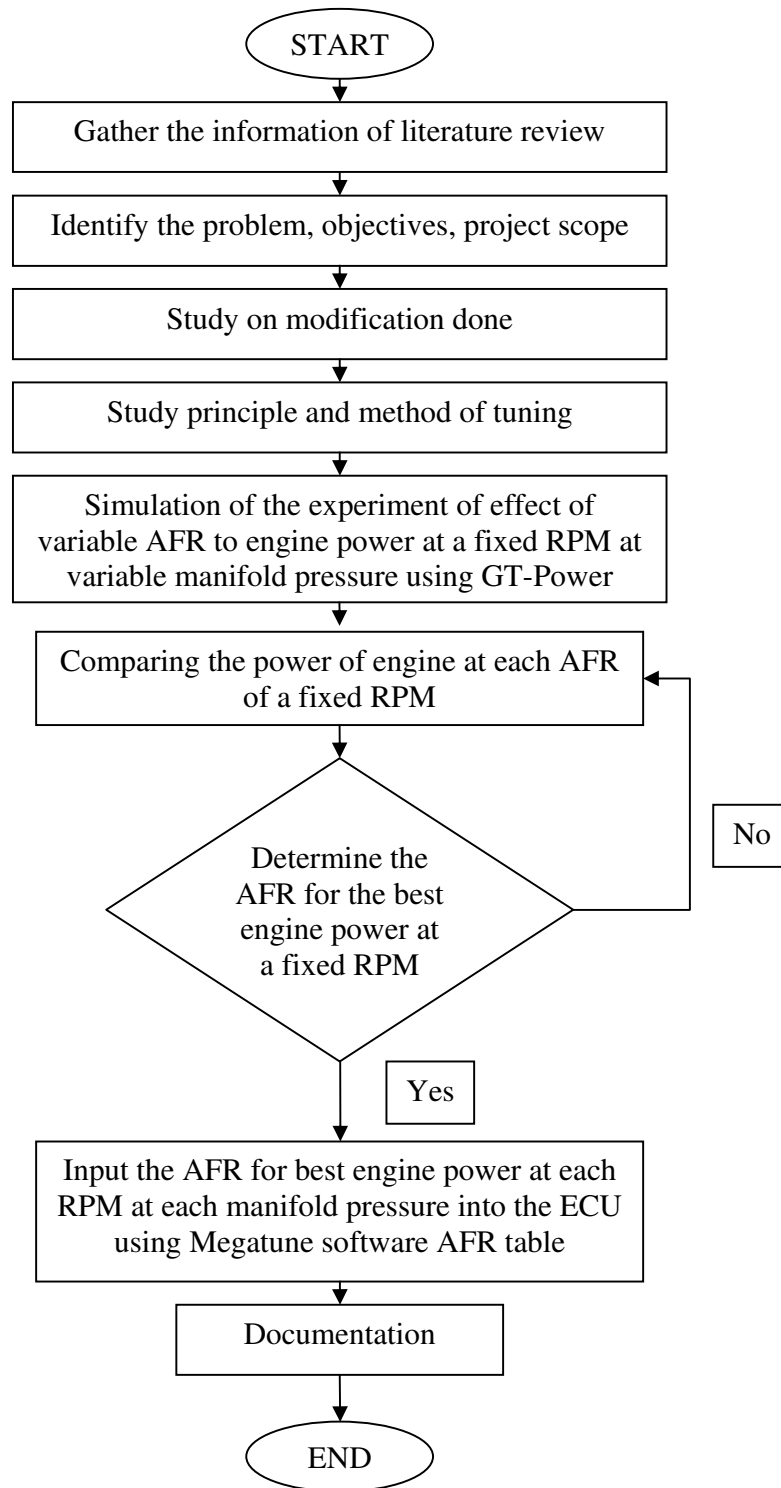 START
Gather the information of literature review
Identify the problem, objectives, project scope
Study on modification done
Study principle and method of tuning
Simulation of the experiment of effect of
variable AFR to engine power at a fixed RPM at
variable manifold pressure using GT-Power
Comparing the power of engine at each AFR
of a fixed RPM
No
Determine the
AFR for the best
engine power at
a fixed RPM
Yes
Input the AFR for best engine power at each
RPM at each manifold pressure into the ECU
using Megatune software AFR table
Documentation
END